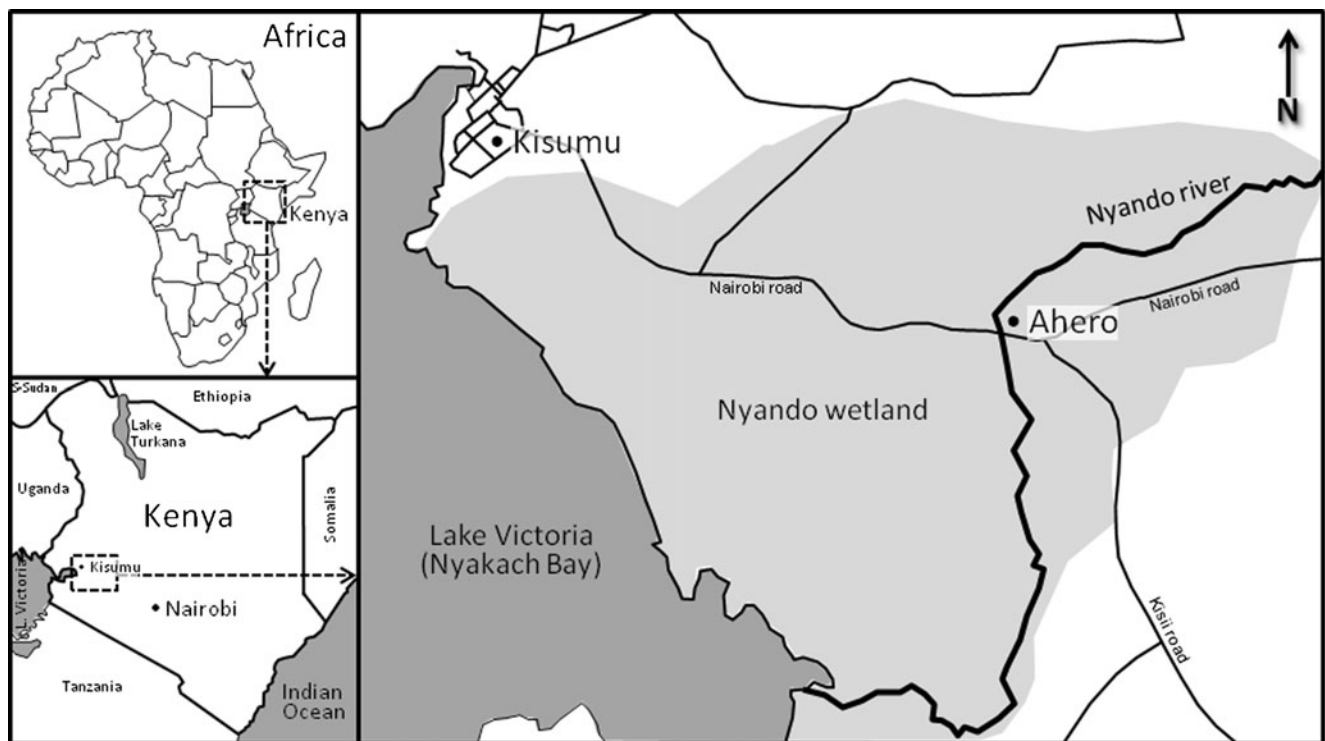 Africa
Kenya
S-Sudan
Ethiopia
Lake
Turkana
Uganda
Kenya
Somalia
Kisumu
L. Victoria
Nairobi
Tanzania
Indian
Ocean
N
Kisumu
Nyando river
Nairobi road
Nairobi road
Ahero
Nyando wetland
Lake Victoria
(Nyakach Bay)
Kisii road